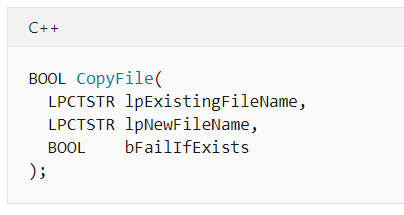 C++
BOOL CopyFile(
  LPCTSTR lpExistingFileName,
  LPCTSTR lpNewFileName,
  BOOL    bFailIfExists
);